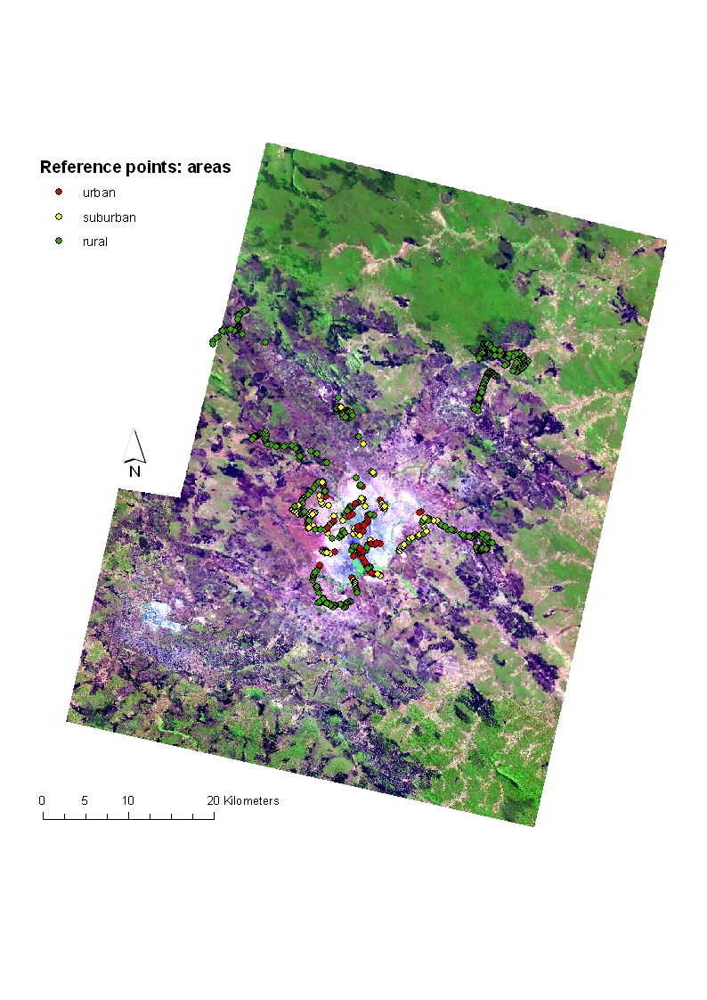 Reference points: areas
urban
suburban
rural
N
0 5 10 20 Kilometers